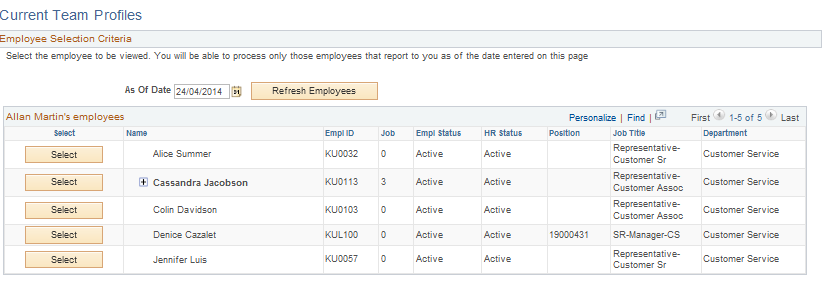 Current Team Profiles
Employee Selection Criteria
Select the employee to be viewed. You will be able to process only those employees that report to you as of the date entered on this page
As Of Date 24/04/2014 Refresh Employees
Allan Martin's employees Personalize | Find | First 1-5 of 5 Last
Select Name Empl ID Job Empl Status HR Status Position Job Title Department
Select Alice Summer KU0032 0 Active Active Representative-
Customer Sr Customer Service
Select Cassandra Jacobson KU0113 3 Active Active Representative-
Customer Assoc Customer Service
Select Colin Davidson KU0103 0 Active Active Representative-
Customer Assoc Customer Service
Select Denice Cazalet KUL100 0 Active Active 19000431 SR-Manager-CS Customer Service
Select Jennifer Luis KU0057 0 Active Active Representative-
Customer Sr Customer Service